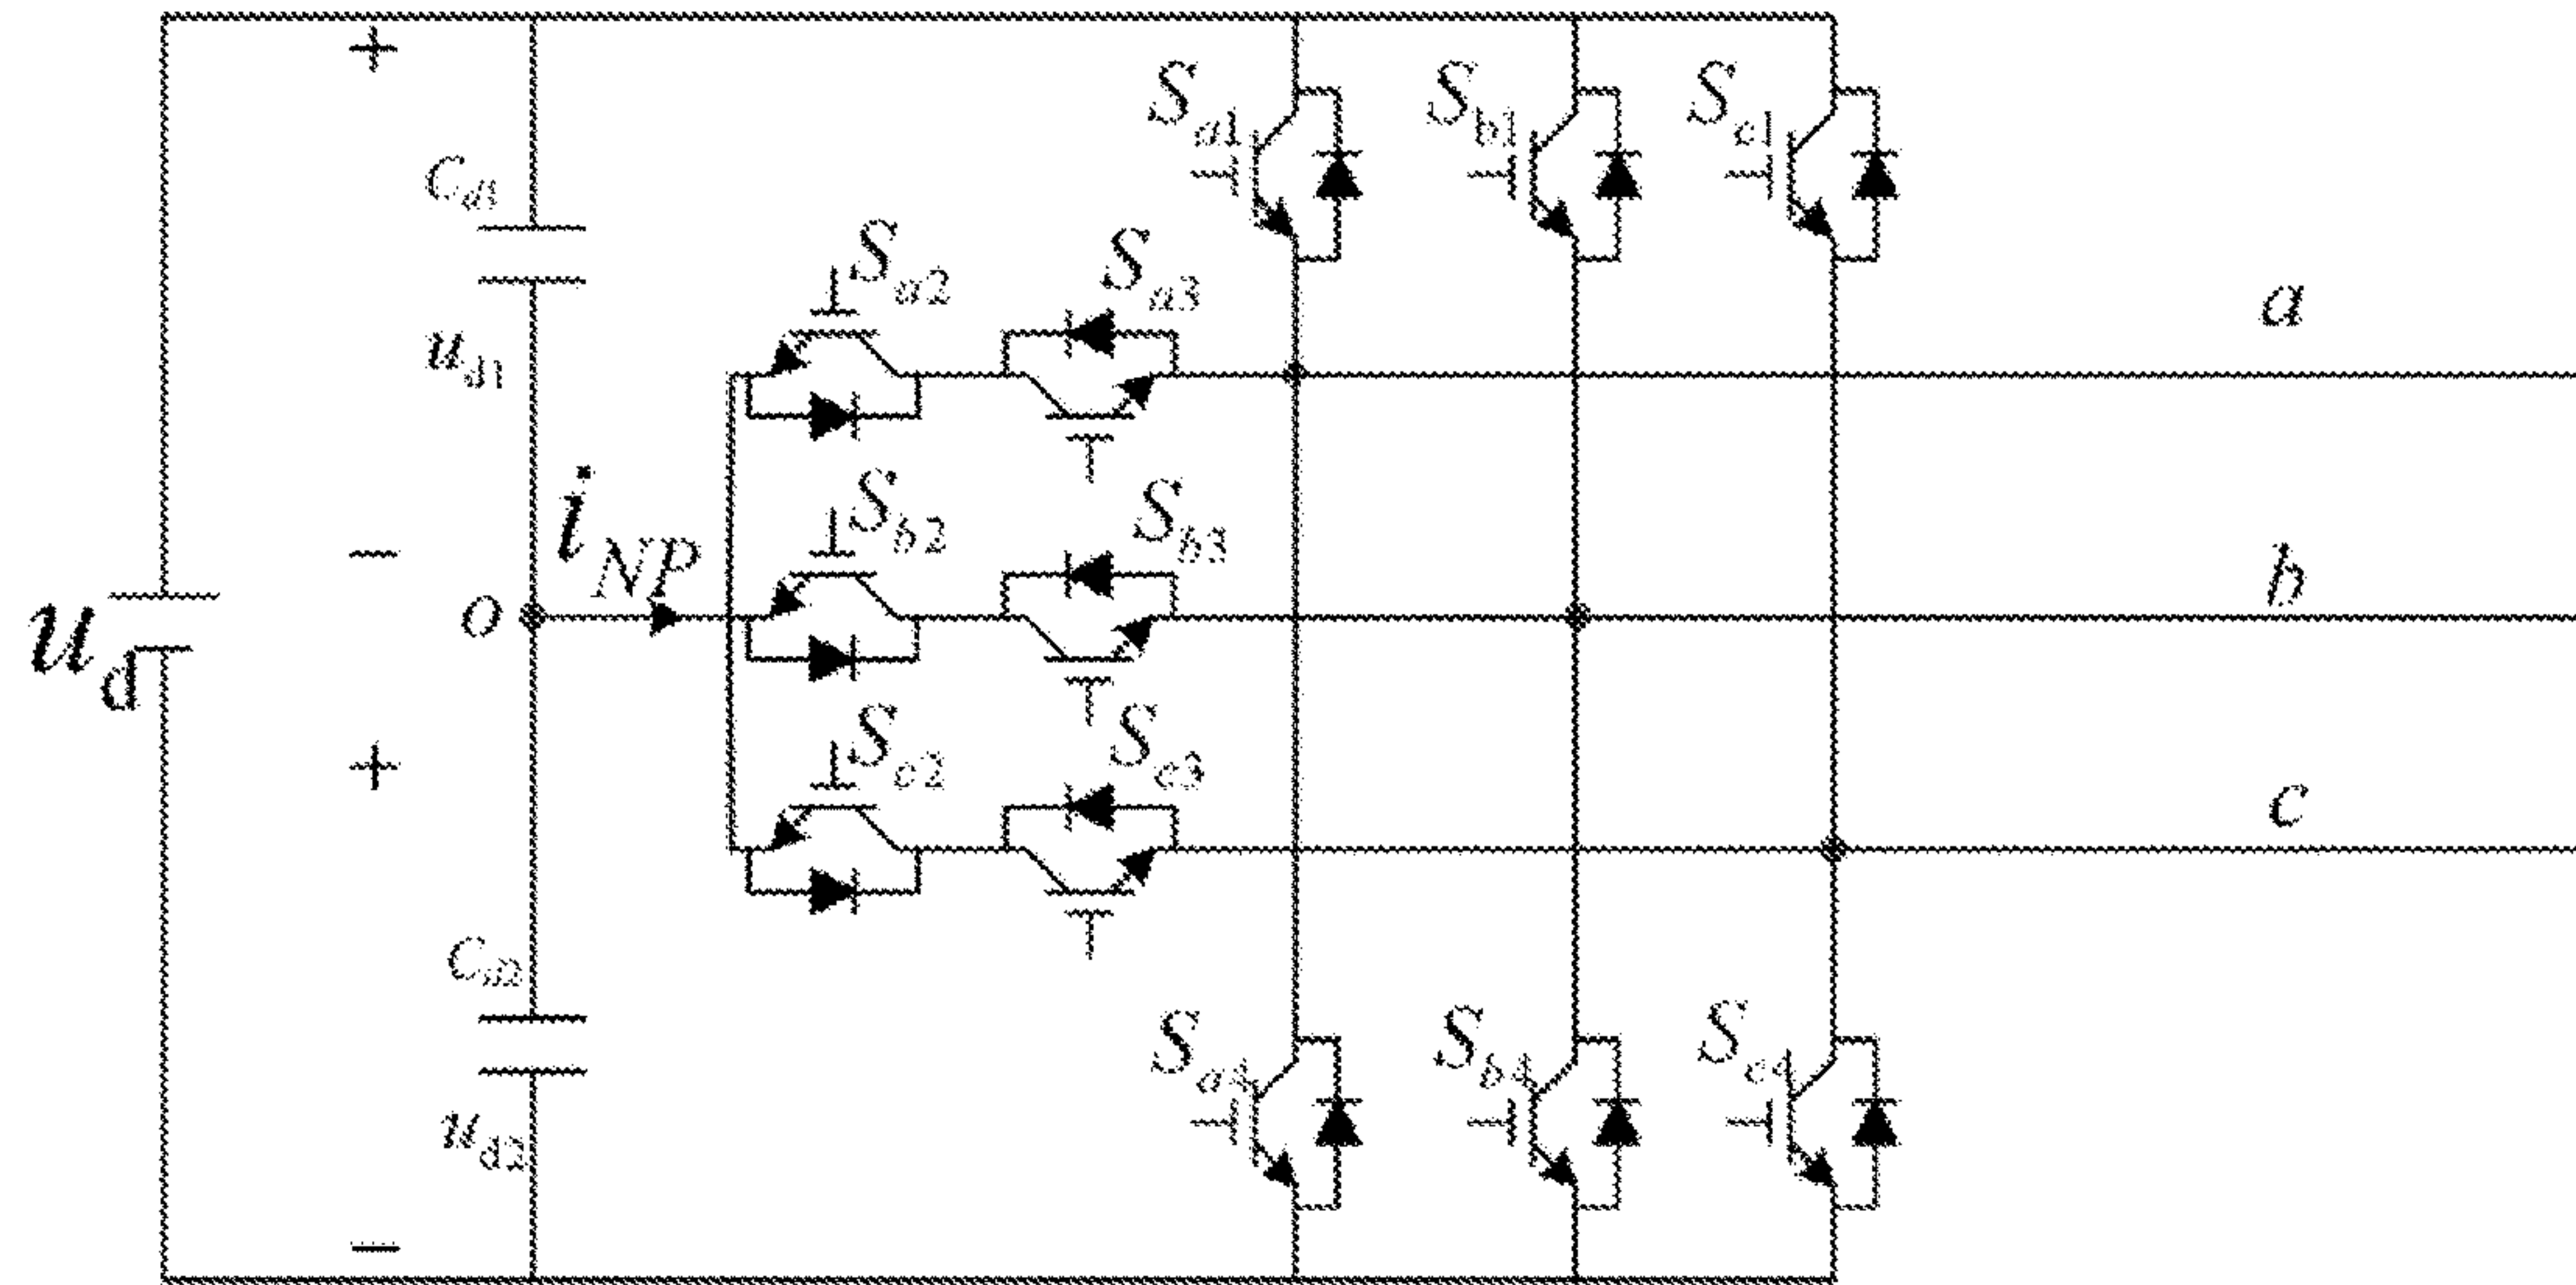 +
S_a1 S_b1 S_c1
C_d1
S_a2 S_a3
a
u_d1
i_NP
S_b2 S_b3
−
b
u_d
o
S_c2 S_c3
+
c
C_d2
S_a4 S_b4 S_c4
u_d2
−